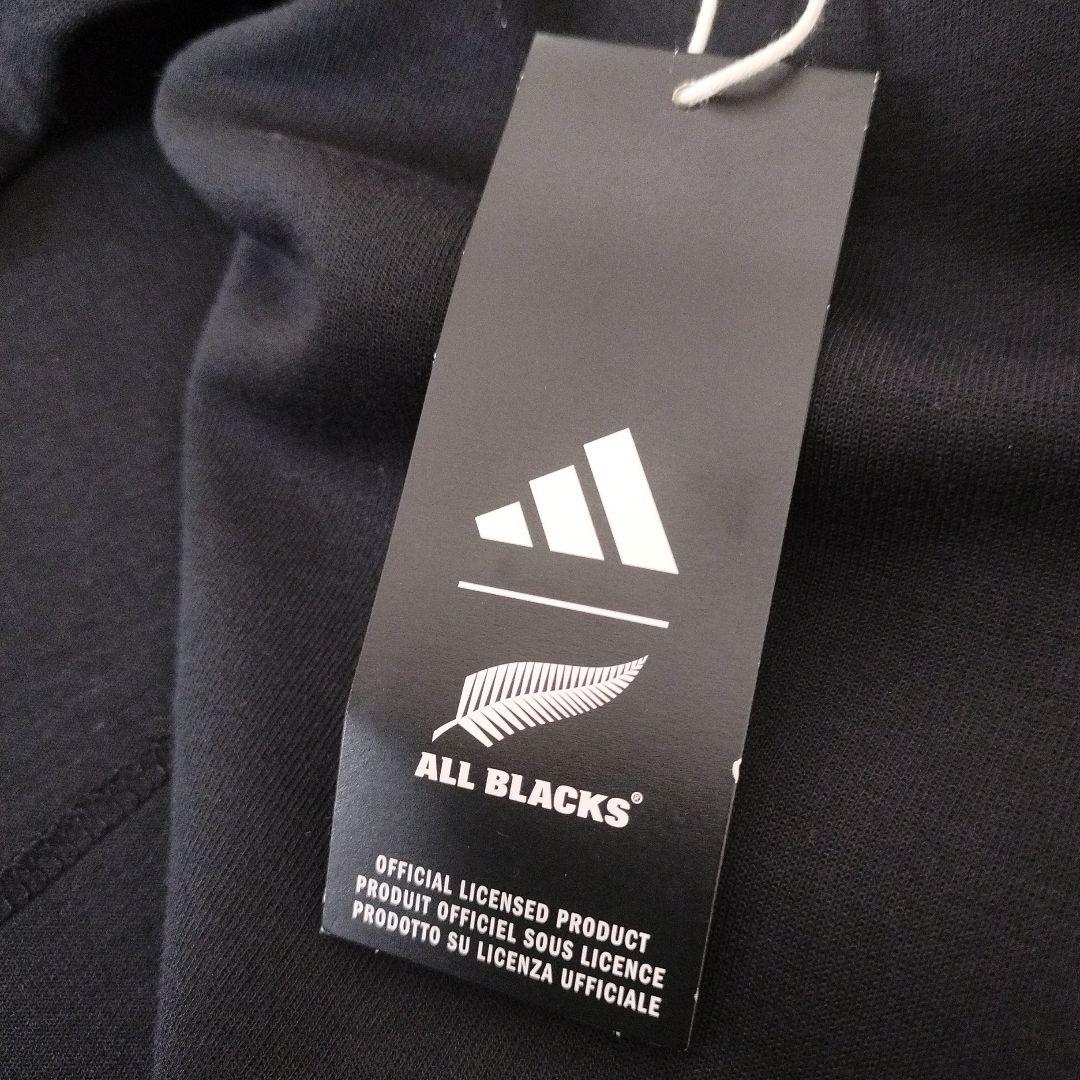 ALL BLACKS®
OFFICIAL LICENSED PRODUCT
PRODUIT OFFICIEL SOUS LICENCE
PRODOTTO SU LICENZA UFFICIALE